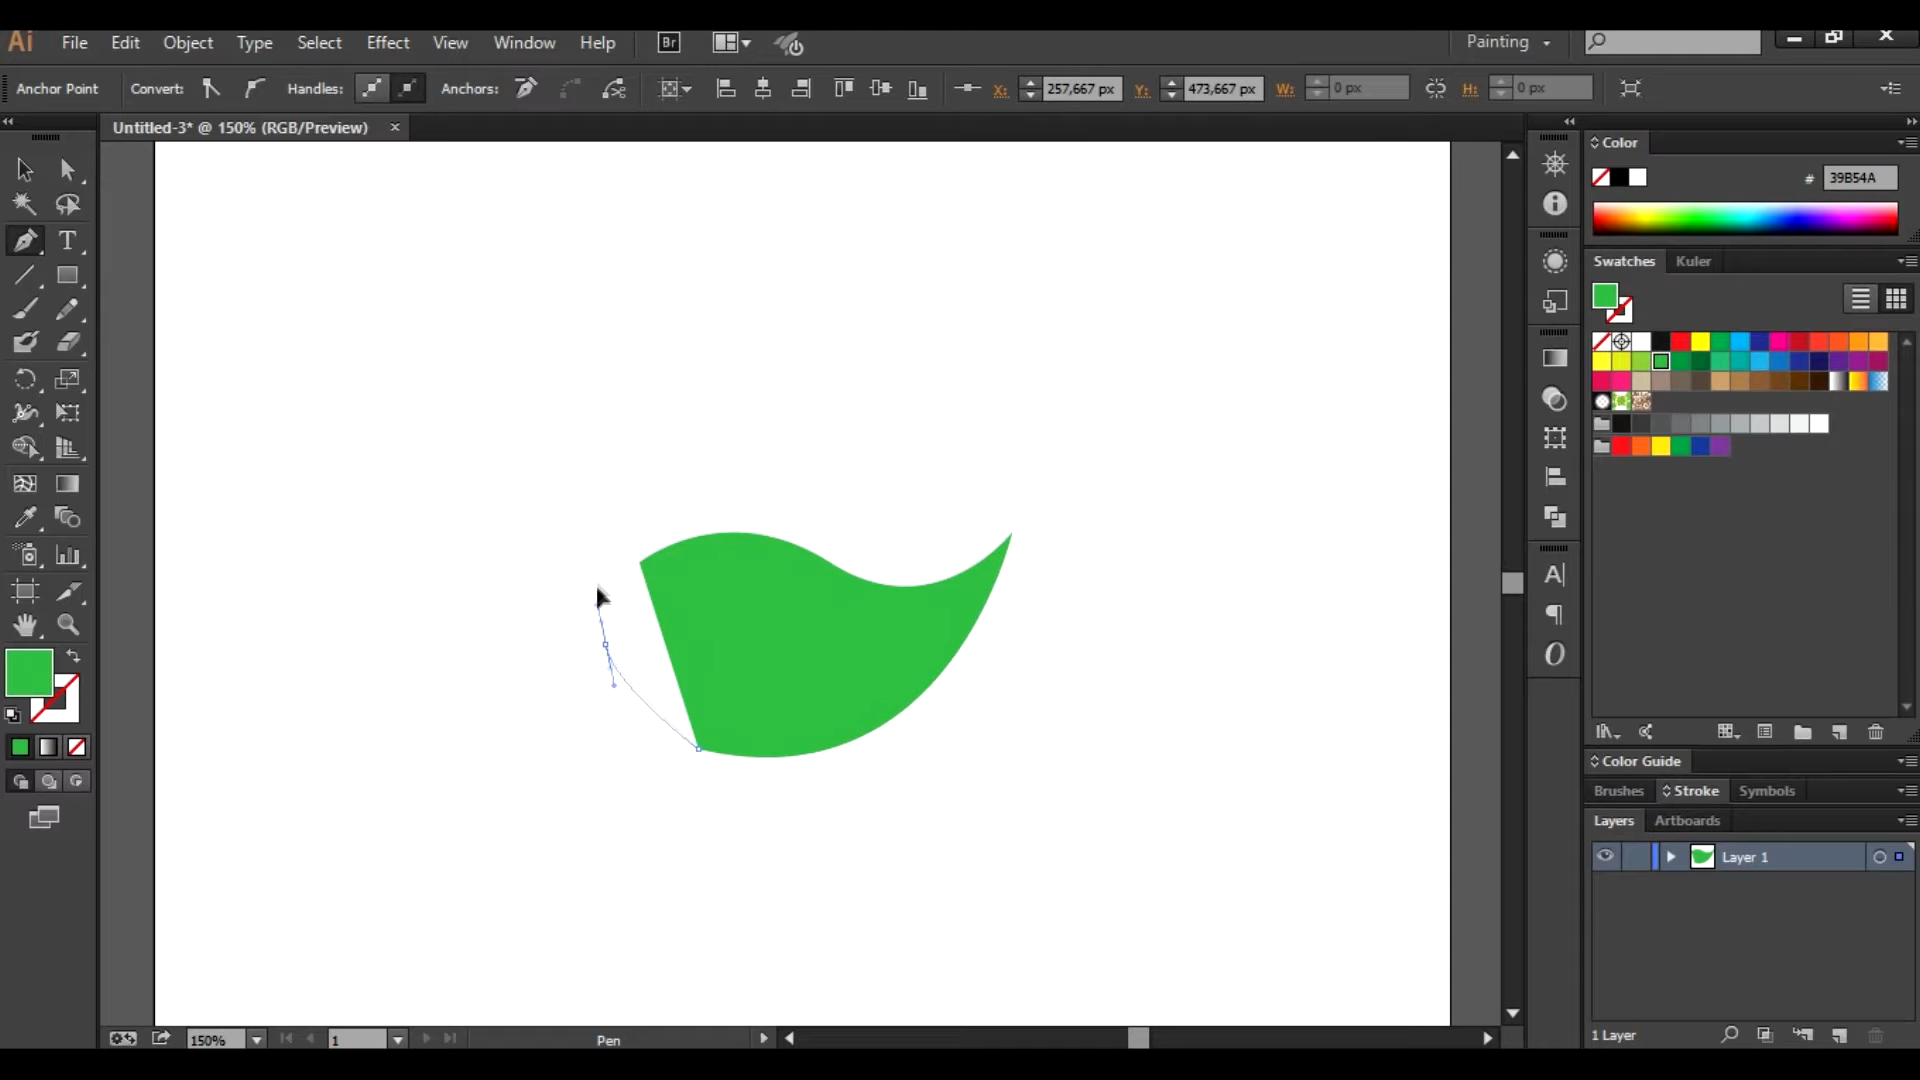 Ai File Edit Object Type Select Effect View Window Help Br Painting
Anchor Point Convert: Handles: Anchors: X: 257,667 px Y: 473,667 px W: 0 px H: 0 px
Untitled-3* @ 150% (RGB/Preview)
Color
# 39B54A
Swatches Kuler
Color Guide
Brushes Stroke Symbols
Layers Artboards
Layer 1
1 Layer
150% 1 Pen